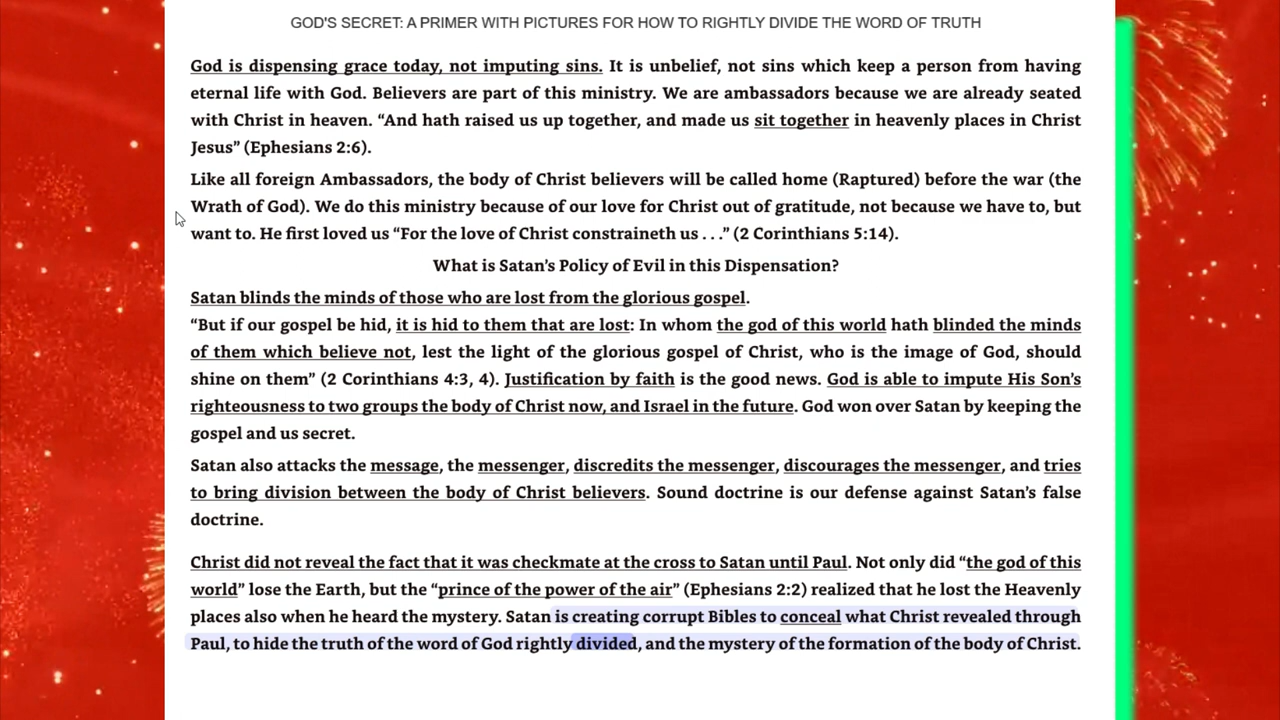 GOD'S SECRET: A PRIMER WITH PICTURES FOR HOW TO RIGHTLY DIVIDE THE WORD OF TRUTH
God is dispensing grace today, not imputing sins. It is unbelief, not sins which keep a person from having
eternal life with God. Believers are part of this ministry. We are ambassadors because we are already seated
with Christ in heaven. “And hath raised us up together, and made us sit together in heavenly places in Christ
Jesus” (Ephesians 2:6).
Like all foreign Ambassadors, the body of Christ believers will be called home (Raptured) before the war (the
Wrath of God). We do this ministry because of our love for Christ out of gratitude, not because we have to, but
want to. He first loved us “For the love of Christ constraineth us . . .” (2 Corinthians 5:14).
What is Satan’s Policy of Evil in this Dispensation?
Satan blinds the minds of those who are lost from the glorious gospel.
“But if our gospel be hid, it is hid to them that are lost: In whom the god of this world hath blinded the minds
of them which believe not, lest the light of the glorious gospel of Christ, who is the image of God, should
shine on them” (2 Corinthians 4:3, 4). Justification by faith is the good news. God is able to impute His Son’s
righteousness to two groups the body of Christ now, and Israel in the future. God won over Satan by keeping the
gospel and us secret.
Satan also attacks the message, the messenger, discredits the messenger, discourages the messenger, and tries
to bring division between the body of Christ believers. Sound doctrine is our defense against Satan’s false
doctrine.
Christ did not reveal the fact that it was checkmate at the cross to Satan until Paul. Not only did “the god of this
world” lose the Earth, but the “prince of the power of the air” (Ephesians 2:2) realized that he lost the Heavenly
places also when he heard the mystery. Satan is creating corrupt Bibles to conceal what Christ revealed through
Paul, to hide the truth of the word of God rightly divided, and the mystery of the formation of the body of Christ.